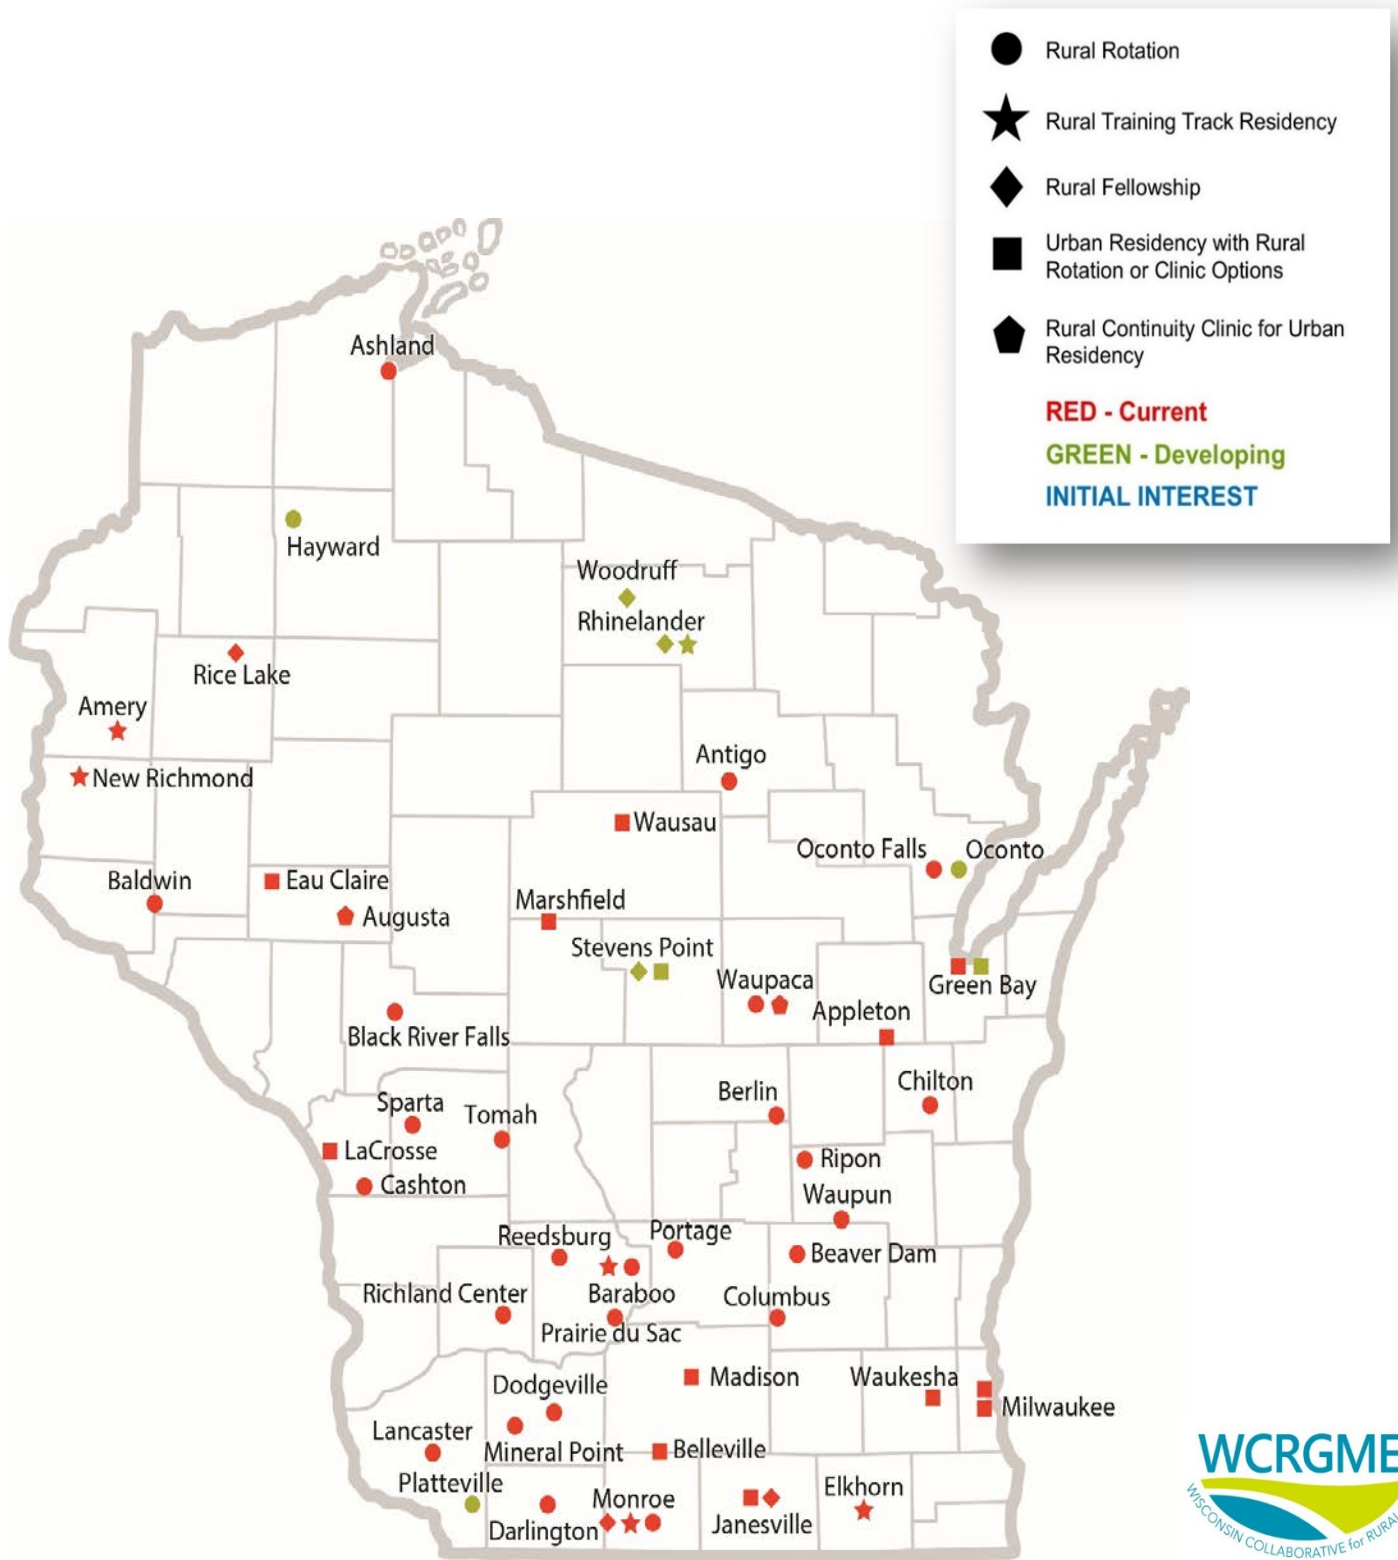 Rural Rotation
Rural Training Track Residency
Rural Fellowship
Urban Residency with Rural
Rotation or Clinic Options
Rural Continuity Clinic for Urban
Residency
RED - Current
GREEN - Developing
INITIAL INTEREST
Ashland
Hayward
Woodruff
Rhinelander
Rice Lake
Amery
Antigo
New Richmond
Wausau
Oconto Falls
Oconto
Baldwin
Eau Claire
Marshfield
Augusta
Stevens Point
Waupaca
Green Bay
Appleton
Black River Falls
Chilton
Berlin
Sparta
Tomah
LaCrosse
Ripon
Cashton
Waupun
Reedsburg
Portage
Beaver Dam
Richland Center
Baraboo
Columbus
Prairie du Sac
Madison
Waukesha
Dodgeville
Milwaukee
Lancaster
Mineral Point
Belleville
Platteville
Elkhorn
Monroe
Darlington
Janesville
WCRGME
WISCONSIN COLLABORATIVE for RURAL